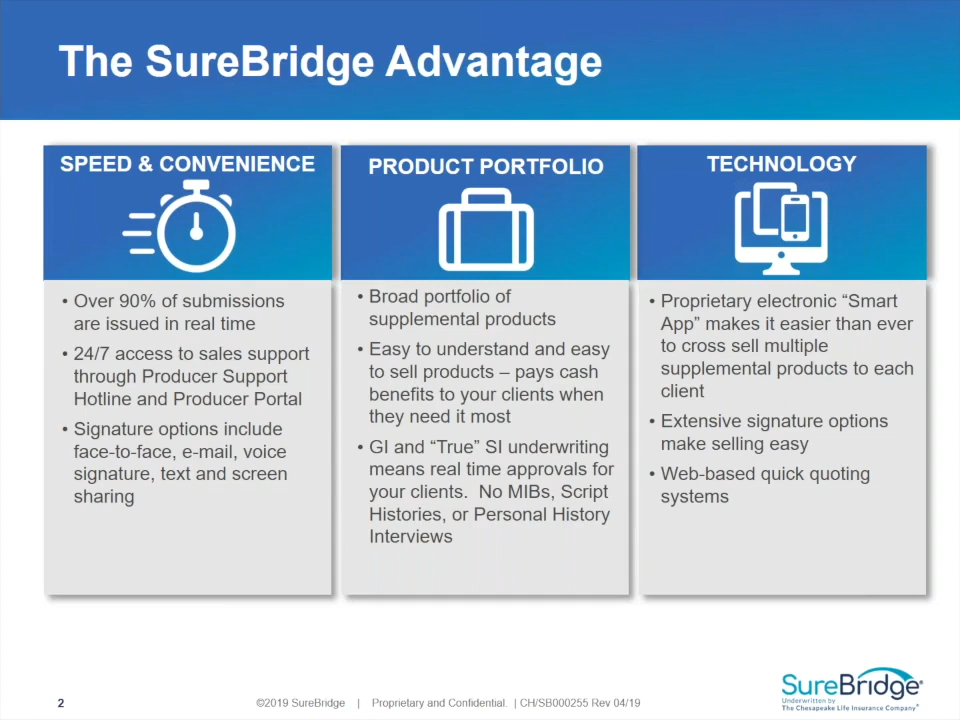 The SureBridge Advantage
SPEED & CONVENIENCE
• Over 90% of submissions
are issued in real time
• 24/7 access to sales support
through Producer Support
Hotline and Producer Portal
• Signature options include
face-to-face, e-mail, voice
signature, text and screen
sharing
PRODUCT PORTFOLIO
• Broad portfolio of
supplemental products
• Easy to understand and easy
to sell products – pays cash
benefits to your clients when
they need it most
• GI and “True” SI underwriting
means real time approvals for
your clients.  No MIBs, Script
Histories, or Personal History
Interviews
TECHNOLOGY
• Proprietary electronic “Smart
App” makes it easier than ever
to cross sell multiple
supplemental products to each
client
• Extensive signature options
make selling easy
• Web-based quick quoting
systems
2
©2019 SureBridge | Proprietary and Confidential. | CH/SB000255 Rev 04/19
SureBridge®
Underwritten by
The Chesapeake Life Insurance Company℠